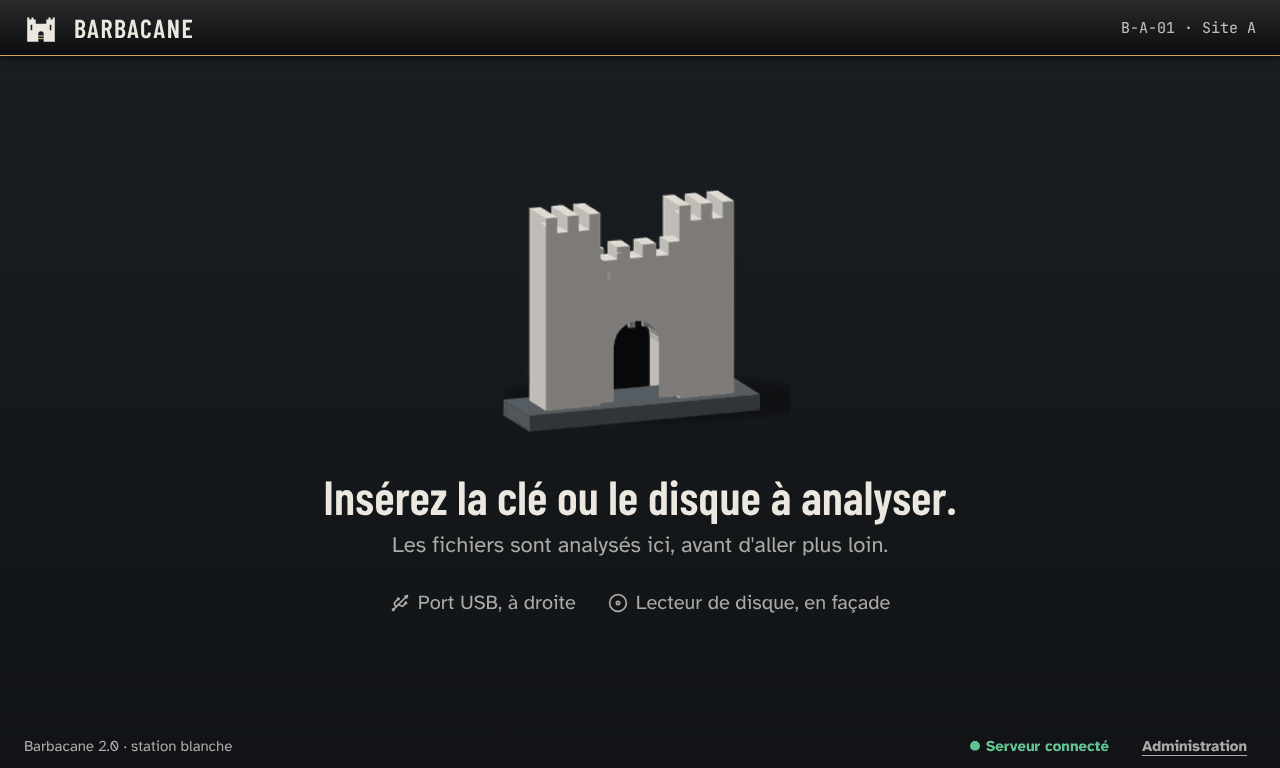 BARBACANE
B-A-01 · Site A
Insérez la clé ou le disque à analyser.
Les fichiers sont analysés ici, avant d'aller plus loin.
Port USB, à droite
Lecteur de disque, en façade
Barbacane 2.0 · station blanche
Serveur connecté
Administration